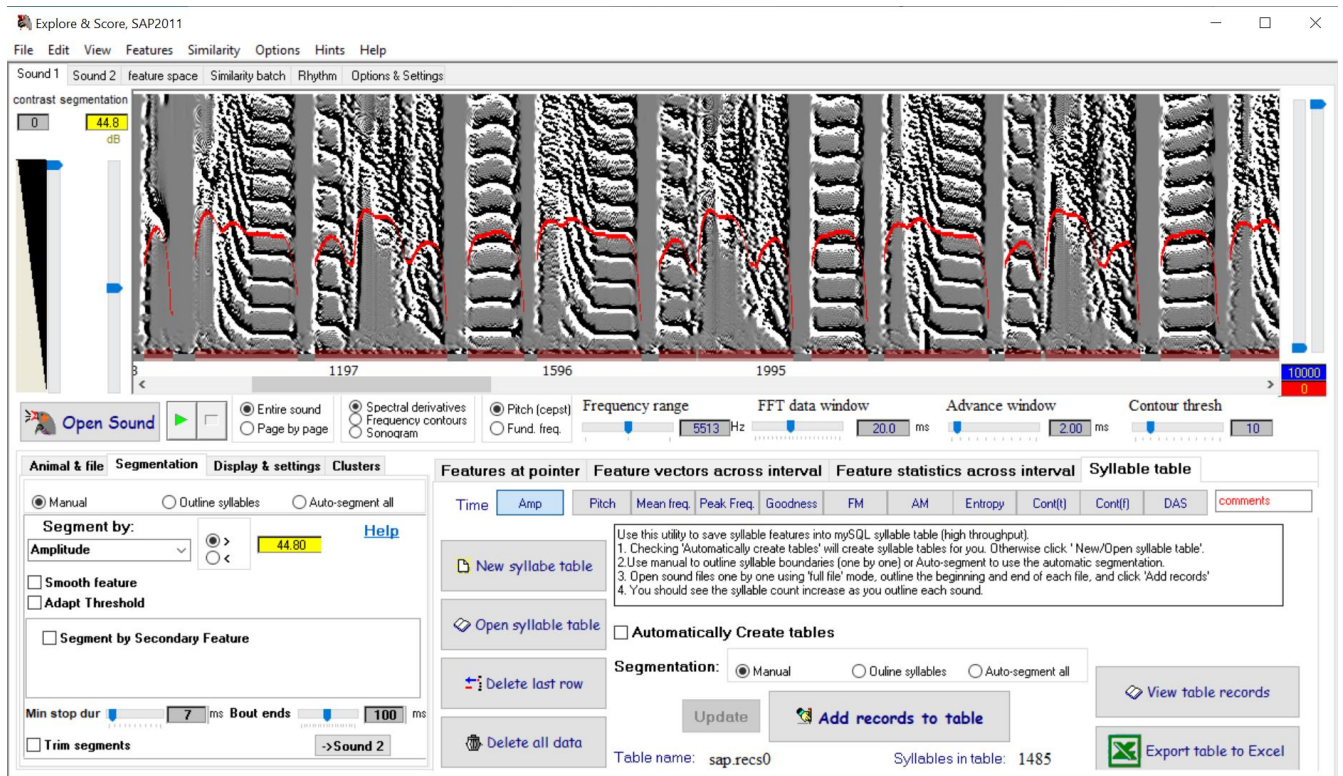 Explore & Score, SAP2011
File Edit View Features Similarity Options Hints Help
Sound 1 Sound 2 feature space Similarity batch Rhythm Options & Settings
contrast segmentation
0 44.8
dB
3 1197 1596 1995
10000
0
Open Sound
Entire sound
Page by page
Spectral derivatives
Frequency contours
Sonogram
Pitch (cepst)
Fund. freq.
Frequency range FFT data window Advance window Contour thresh
5513 Hz 20.0 ms 2.00 ms 10
Animal & file Segmentation Display & settings Clusters
Manual Outline syllables Auto-segment all
Segment by: > Help
Amplitude < 44.80
Smooth feature
Adapt Threshold
Segment by Secondary Feature
Min stop dur 7 ms Bout ends 100 ms
Trim segments ->Sound 2
Features at pointer Feature vectors across interval Feature statistics across interval Syllable table
Time Amp Pitch Mean freq. Peak Freq. Goodness FM AM Entropy Cont(t) Cont(f) DAS comments
New syllabe table
Open syllable table
Delete last row
Delete all data
Use this utility to save syllable features into mySQL syllable table (high throughput).
1. Checking 'Automatically create tables' will create syllable tables for you. Otherwise click ' New/Open syllable table'.
2.Use manual to outline syllable boundaries (one by one) or Auto-segment to use the automatic segmentation.
3. Open sound files one by one using 'full file' mode, outline the beginning and end of each file, and click 'Add records'
4. You should see the syllable count increase as you outline each sound.
Automatically Create tables
Segmentation: Manual Ouline syllables Auto-segment all
Update Add records to table
Table name: sap.recs0 Syllables in table: 1485
View table records
Export table to Excel